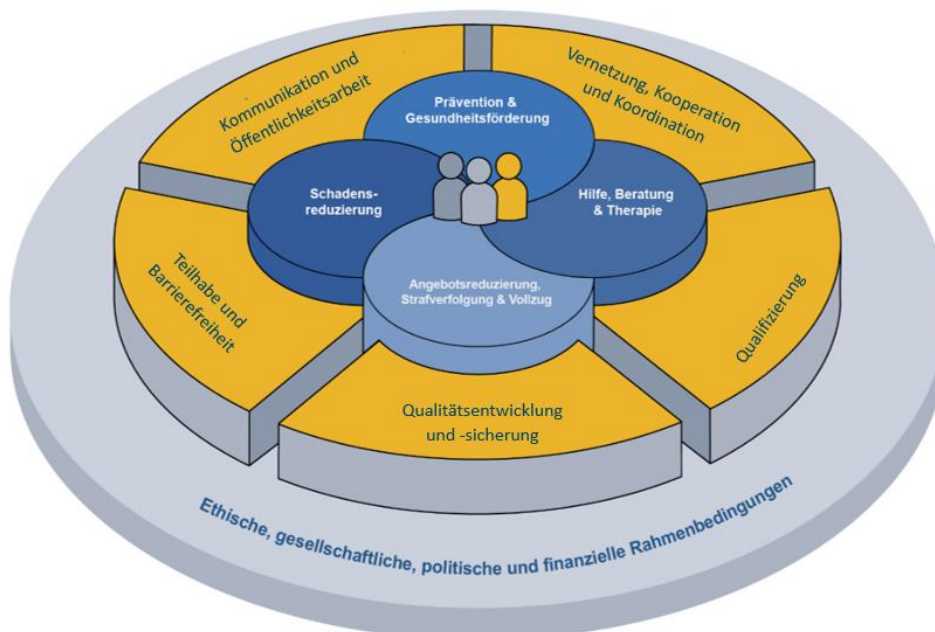 Kommunikation und
Öffentlichkeitsarbeit
Vernetzung, Kooperation
und Koordination
Prävention &
Gesundheitsförderung
Schadens-
reduzierung
Hilfe, Beratung
& Therapie
Angebotsreduzierung,
Strafverfolgung & Vollzug
Teilhabe und
Barrierefreiheit
Qualifizierung
Qualitätsentwicklung
und -sicherung
Ethische, gesellschaftliche, politische und finanzielle Rahmenbedingungen